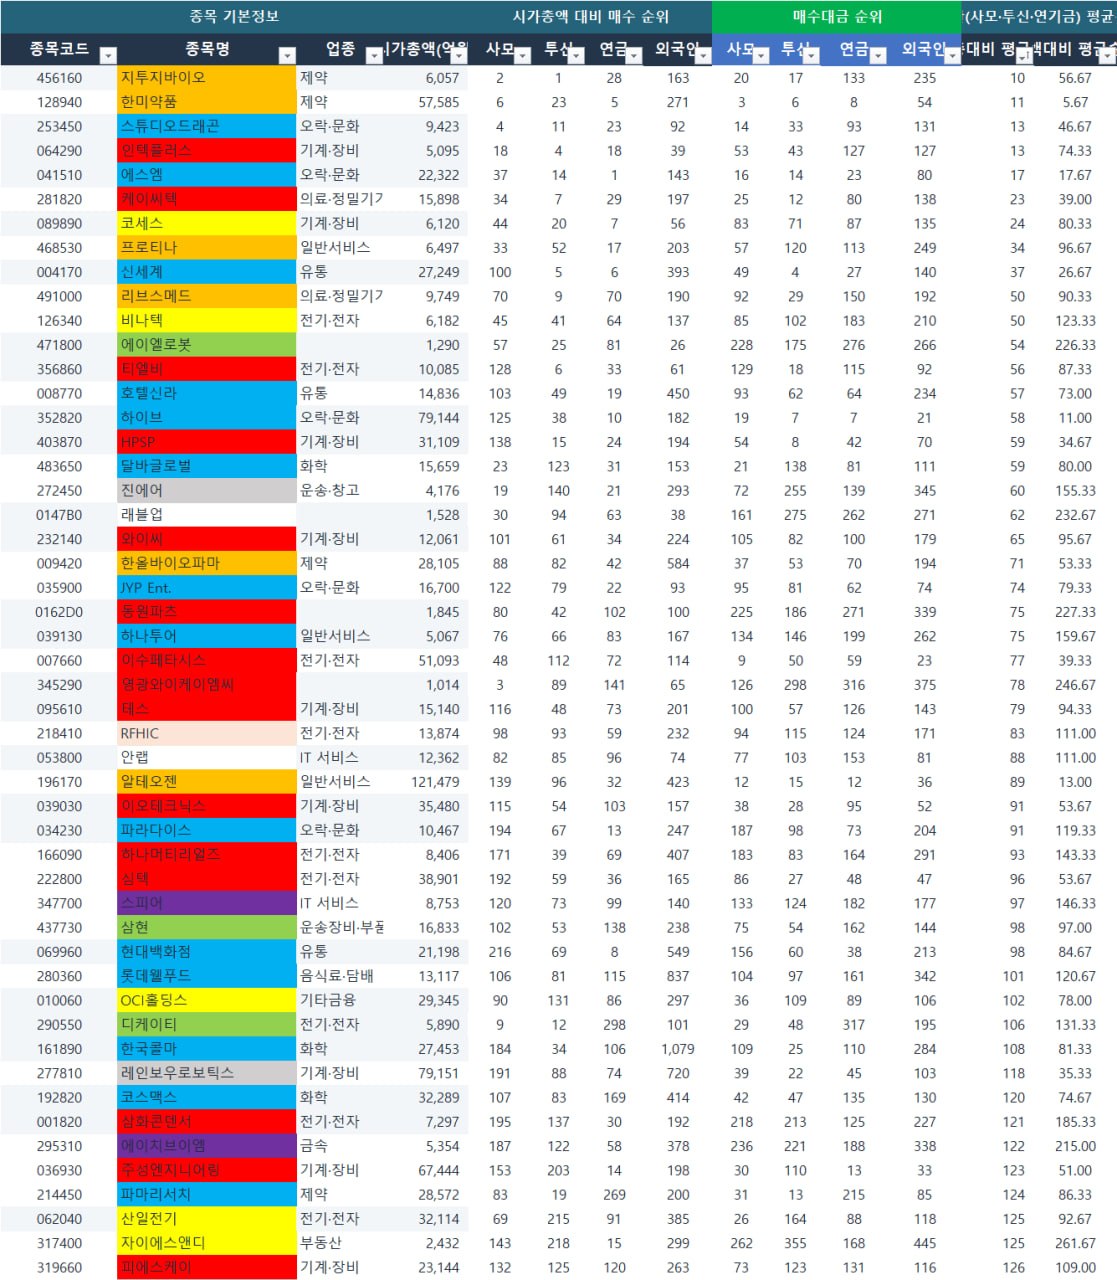 종목 기본정보 시가총액 대비 매수 순위 매수대금 순위 (사모·투신·연기금) 평균
종목코드 종목명 업종 시가총액(억원 사모 투신 연금 외국인 사모 투신 연금 외국인 대비 평균 대비 평균
456160 지투지바이오 제약 6,057 2 1 28 163 20 17 133 235 10 56.67
128940 한미약품 제약 57,585 6 23 5 271 3 6 8 54 11 5.67
253450 스튜디오드래곤 오락·문화 9,423 4 11 23 92 14 33 93 131 13 46.67
064290 인텍플러스 기계·장비 5,095 18 4 18 39 53 43 127 127 13 74.33
041510 에스엠 오락·문화 22,322 37 14 1 143 16 14 23 80 17 17.67
281820 케이씨텍 의료·정밀기기 15,898 34 7 29 197 25 12 80 138 23 39.00
089890 코세스 기계·장비 6,120 44 20 7 56 83 71 87 135 24 80.33
468530 프로티나 일반서비스 6,497 33 52 17 203 57 120 113 249 34 96.67
004170 신세계 유통 27,249 100 5 6 393 49 4 27 140 37 26.67
491000 리브스메드 의료·정밀기기 9,749 70 9 70 190 92 29 150 192 50 90.33
126340 비나텍 전기·전자 6,182 45 41 64 137 85 102 183 210 50 123.33
471800 에이엘로봇 1,290 57 25 81 26 228 175 276 266 54 226.33
356860 티엘비 전기·전자 10,085 128 6 33 61 129 18 115 92 56 87.33
008770 호텔신라 유통 14,836 103 49 19 450 93 62 64 234 57 73.00
352820 하이브 오락·문화 79,144 125 38 10 182 19 7 7 21 58 11.00
403870 HPSP 기계·장비 31,109 138 15 24 194 54 8 42 70 59 34.67
483650 달바글로벌 화학 15,659 23 123 31 153 21 138 81 111 59 80.00
272450 진에어 운송·창고 4,176 19 140 21 293 72 255 139 345 60 155.33
0147B0 래블업 1,528 30 94 63 38 161 275 262 271 62 232.67
232140 와이씨 기계·장비 12,061 101 61 34 224 105 82 100 179 65 95.67
009420 한올바이오파마 제약 28,105 88 82 42 584 37 53 70 194 71 53.33
035900 JYP Ent. 오락·문화 16,700 122 79 22 93 95 81 62 74 74 79.33
0162D0 동원파츠 1,845 80 42 102 100 225 186 271 339 75 227.33
039130 하나투어 일반서비스 5,067 76 66 83 167 134 146 199 262 75 159.67
007660 이수페타시스 전기·전자 51,093 48 112 72 114 9 50 59 23 77 39.33
345290 영광와이케이엠씨 1,014 3 89 141 65 126 298 316 375 78 246.67
095610 테스 기계·장비 15,140 116 48 73 201 100 57 126 143 79 94.33
218410 RFHIC 전기·전자 13,874 98 93 59 232 94 115 124 171 83 111.00
053800 안랩 IT 서비스 12,362 82 85 96 74 77 103 153 81 88 111.00
196170 알테오젠 일반서비스 121,479 139 96 32 423 12 15 12 36 89 13.00
039030 이오테크닉스 기계·장비 35,480 115 54 103 157 38 28 95 52 91 53.67
034230 파라다이스 오락·문화 10,467 194 67 13 247 187 98 73 204 91 119.33
166090 하나머티리얼즈 전기·전자 8,406 171 39 69 407 183 83 164 291 93 143.33
222800 심텍 전기·전자 38,901 192 59 36 165 86 27 48 47 96 53.67
347700 스피어 IT 서비스 8,753 120 73 99 140 133 124 182 177 97 146.33
437730 삼현 운송장비·부품 16,833 102 53 138 238 75 54 162 144 98 97.00
069960 현대백화점 유통 21,198 216 69 8 549 156 60 38 213 98 84.67
280360 롯데웰푸드 음식료·담배 13,117 106 81 115 837 104 97 161 342 101 120.67
010060 OCI홀딩스 기타금융 29,345 90 131 86 297 36 109 89 106 102 78.00
290550 디케이티 전기·전자 5,890 9 12 298 101 29 48 317 195 106 131.33
161890 한국콜마 화학 27,453 184 34 106 1,079 109 25 110 284 108 81.33
277810 레인보우로보틱스 기계·장비 79,151 191 88 74 720 39 22 45 103 118 35.33
192820 코스맥스 화학 32,289 107 83 169 414 42 47 135 130 120 74.67
001820 삼화콘덴서 전기·전자 7,297 195 137 30 192 218 213 125 227 121 185.33
295310 에이치브이엠 금속 5,354 187 122 58 378 236 221 188 338 122 215.00
036930 주성엔지니어링 기계·장비 67,444 153 203 14 198 30 110 13 33 123 51.00
214450 파마리서치 제약 28,572 83 19 269 200 31 13 215 85 124 86.33
062040 산일전기 전기·전자 32,114 69 215 91 385 26 164 88 118 125 92.67
317400 자이에스앤디 부동산 2,432 143 218 15 299 262 355 168 445 125 261.67
319660 피에스케이 기계·장비 23,144 132 125 120 263 73 123 131 116 126 109.00